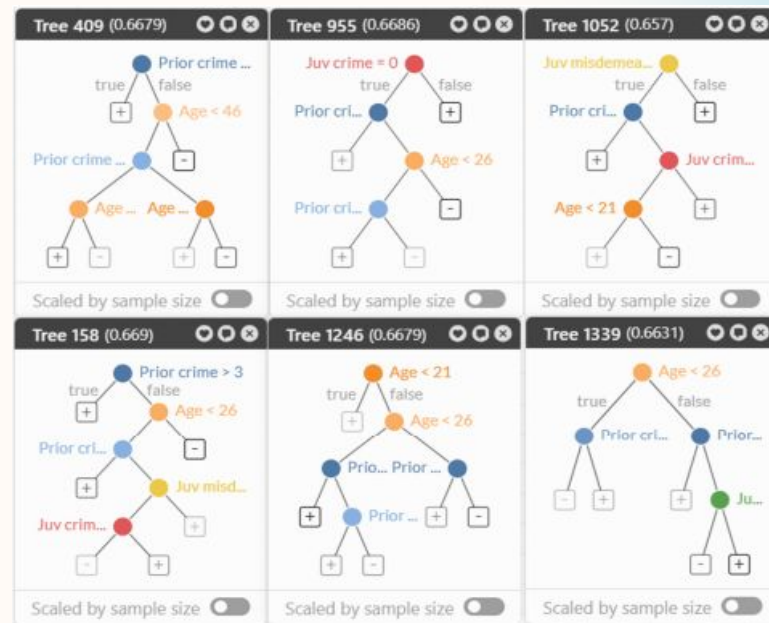 Tree 409 (0.6679)
Prior crime ...
true false
+ Age < 46
Prior crime ... -
Age ... Age ...
+ - + -
Scaled by sample size
Tree 955 (0.6686)
Juv crime = 0
true false
Prior cri... +
+ Age < 26
Prior cri... -
+ -
Scaled by sample size
Tree 1052 (0.657)
Juv misdemea...
true false
Prior cri... +
+ Juv crim...
Age < 21 +
+ -
Scaled by sample size
Tree 158 (0.669)
Prior crime > 3
true false
+ Age < 26
Prior cri... -
+ Juv misd...
Juv crim... +
- +
Scaled by sample size
Tree 1246 (0.6679)
Age < 21
true false
+ Age < 26
Prio... Prior ...
+ Prior ... + -
+ -
Scaled by sample size
Tree 1339 (0.6631)
Age < 26
true false
Prior cri... Prior...
- + + Ju...
- +
Scaled by sample size